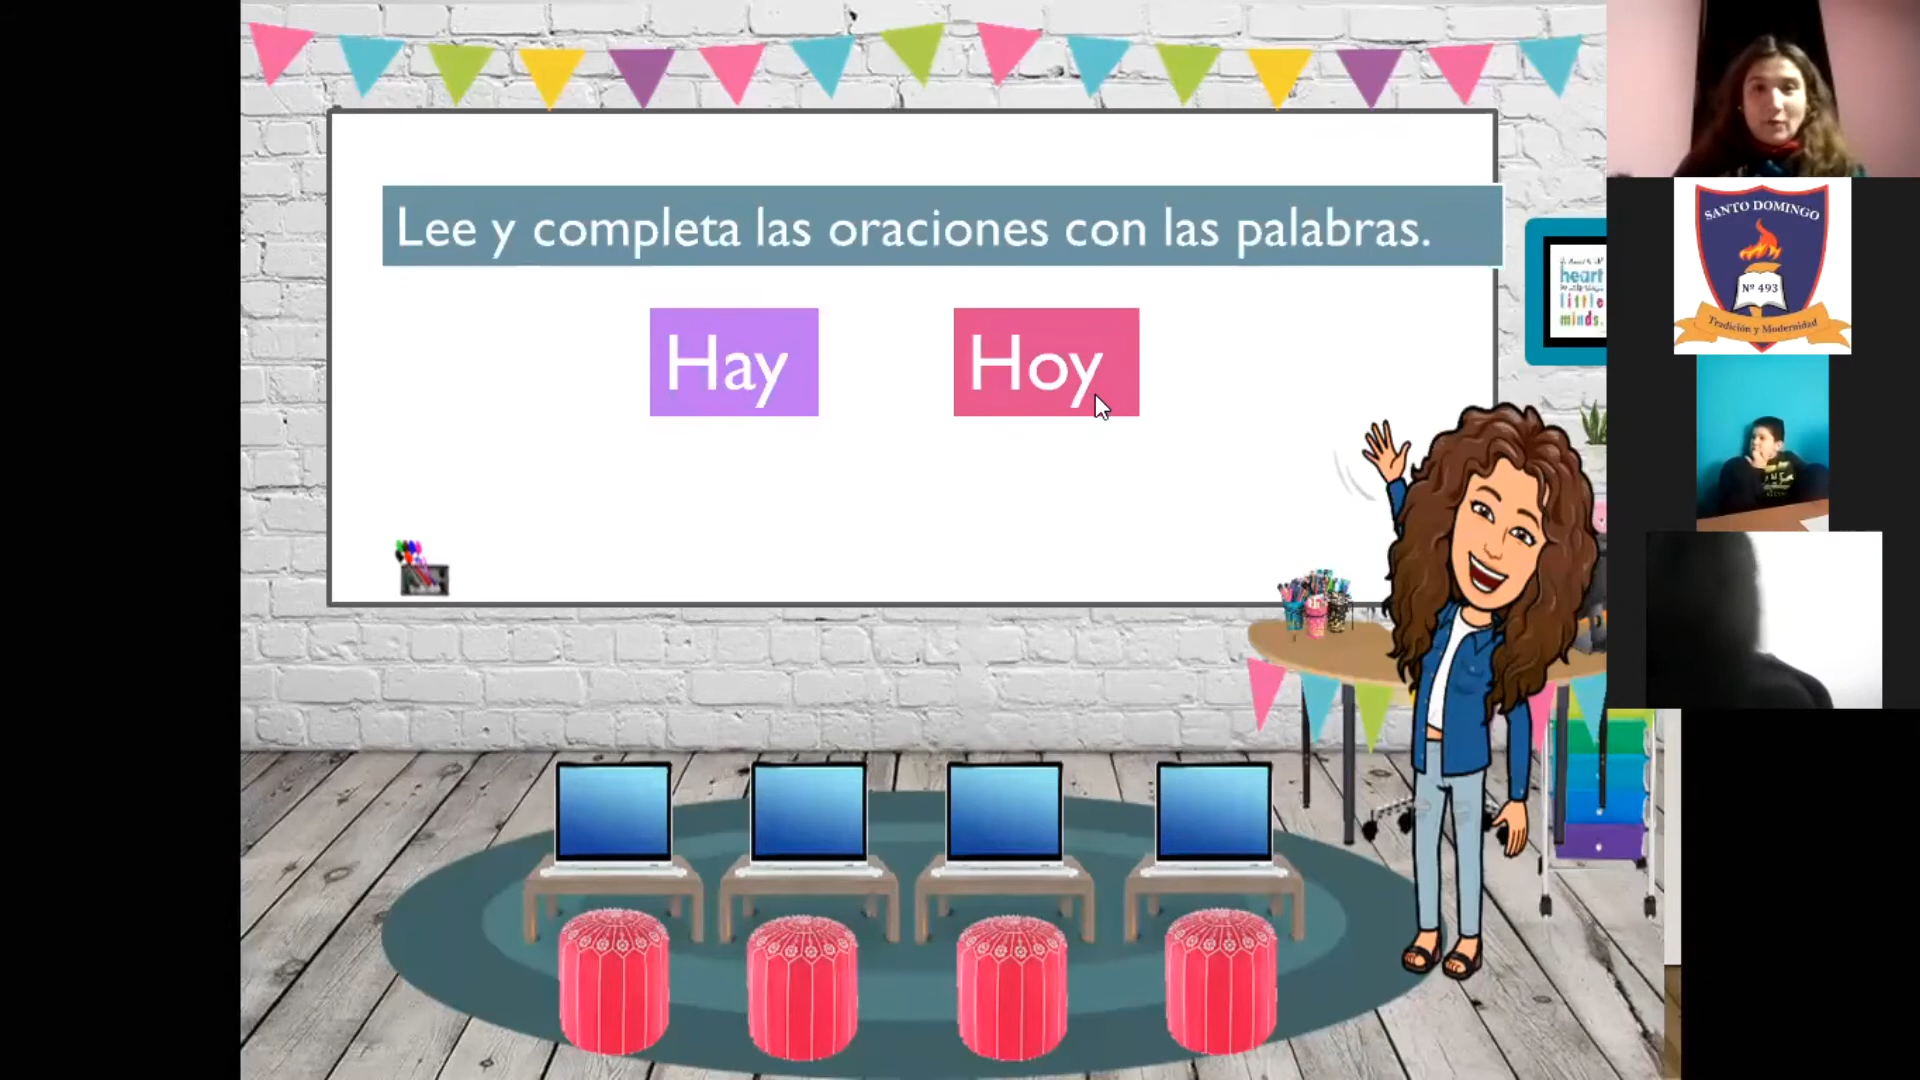 Lee y completa las oraciones con las palabras.
Hay
Hoy
heart
little
minds.
SANTO DOMINGO
Nº 493
Tradición y Modernidad